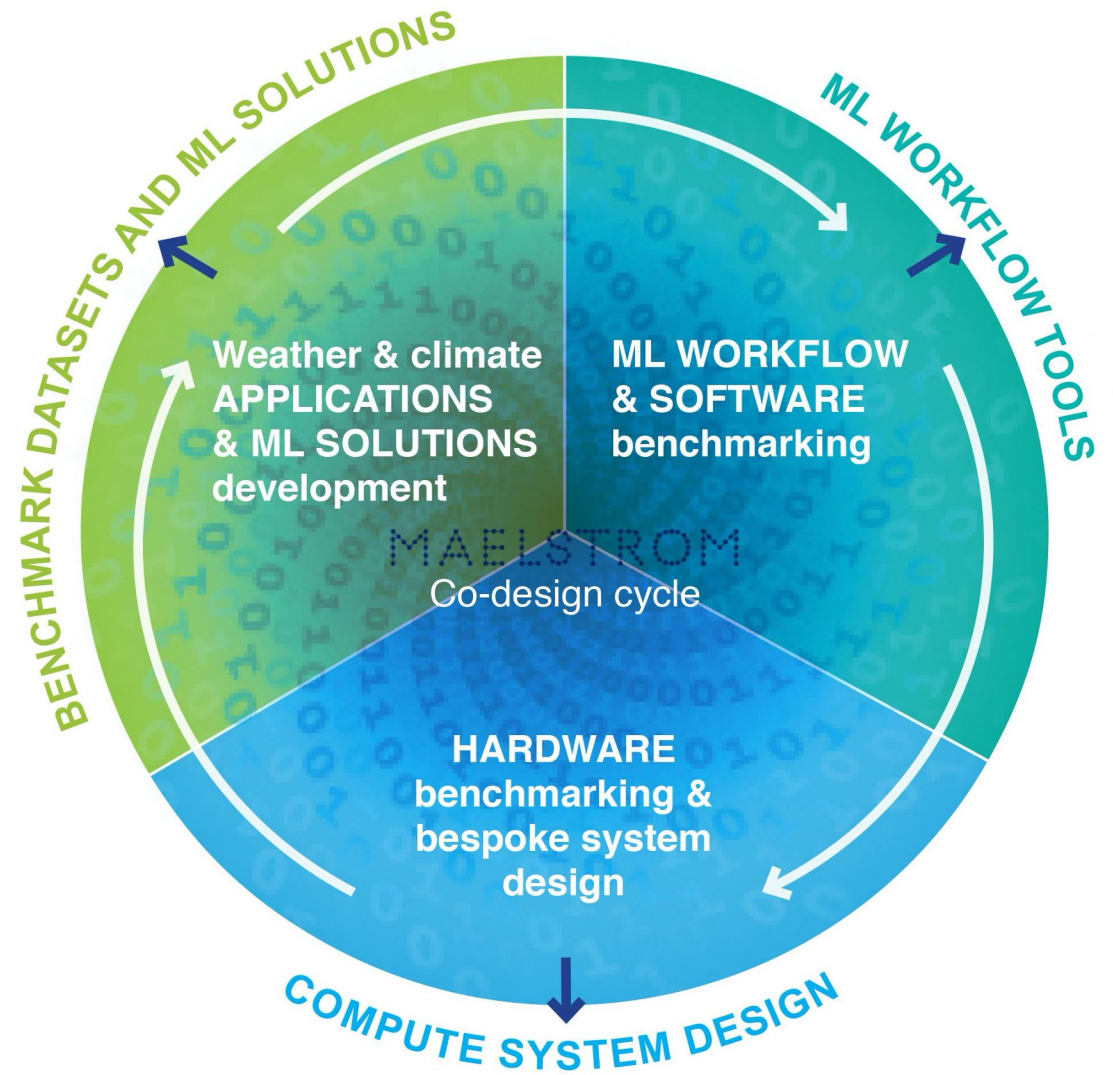 BENCHMARK DATASETS AND ML SOLUTIONS
ML WORKFLOW TOOLS
Weather & climate
APPLICATIONS
& ML SOLUTIONS
development
ML WORKFLOW
& SOFTWARE
benchmarking
MAELSTROM
Co-design cycle
HARDWARE
benchmarking &
bespoke system
design
COMPUTE SYSTEM DESIGN